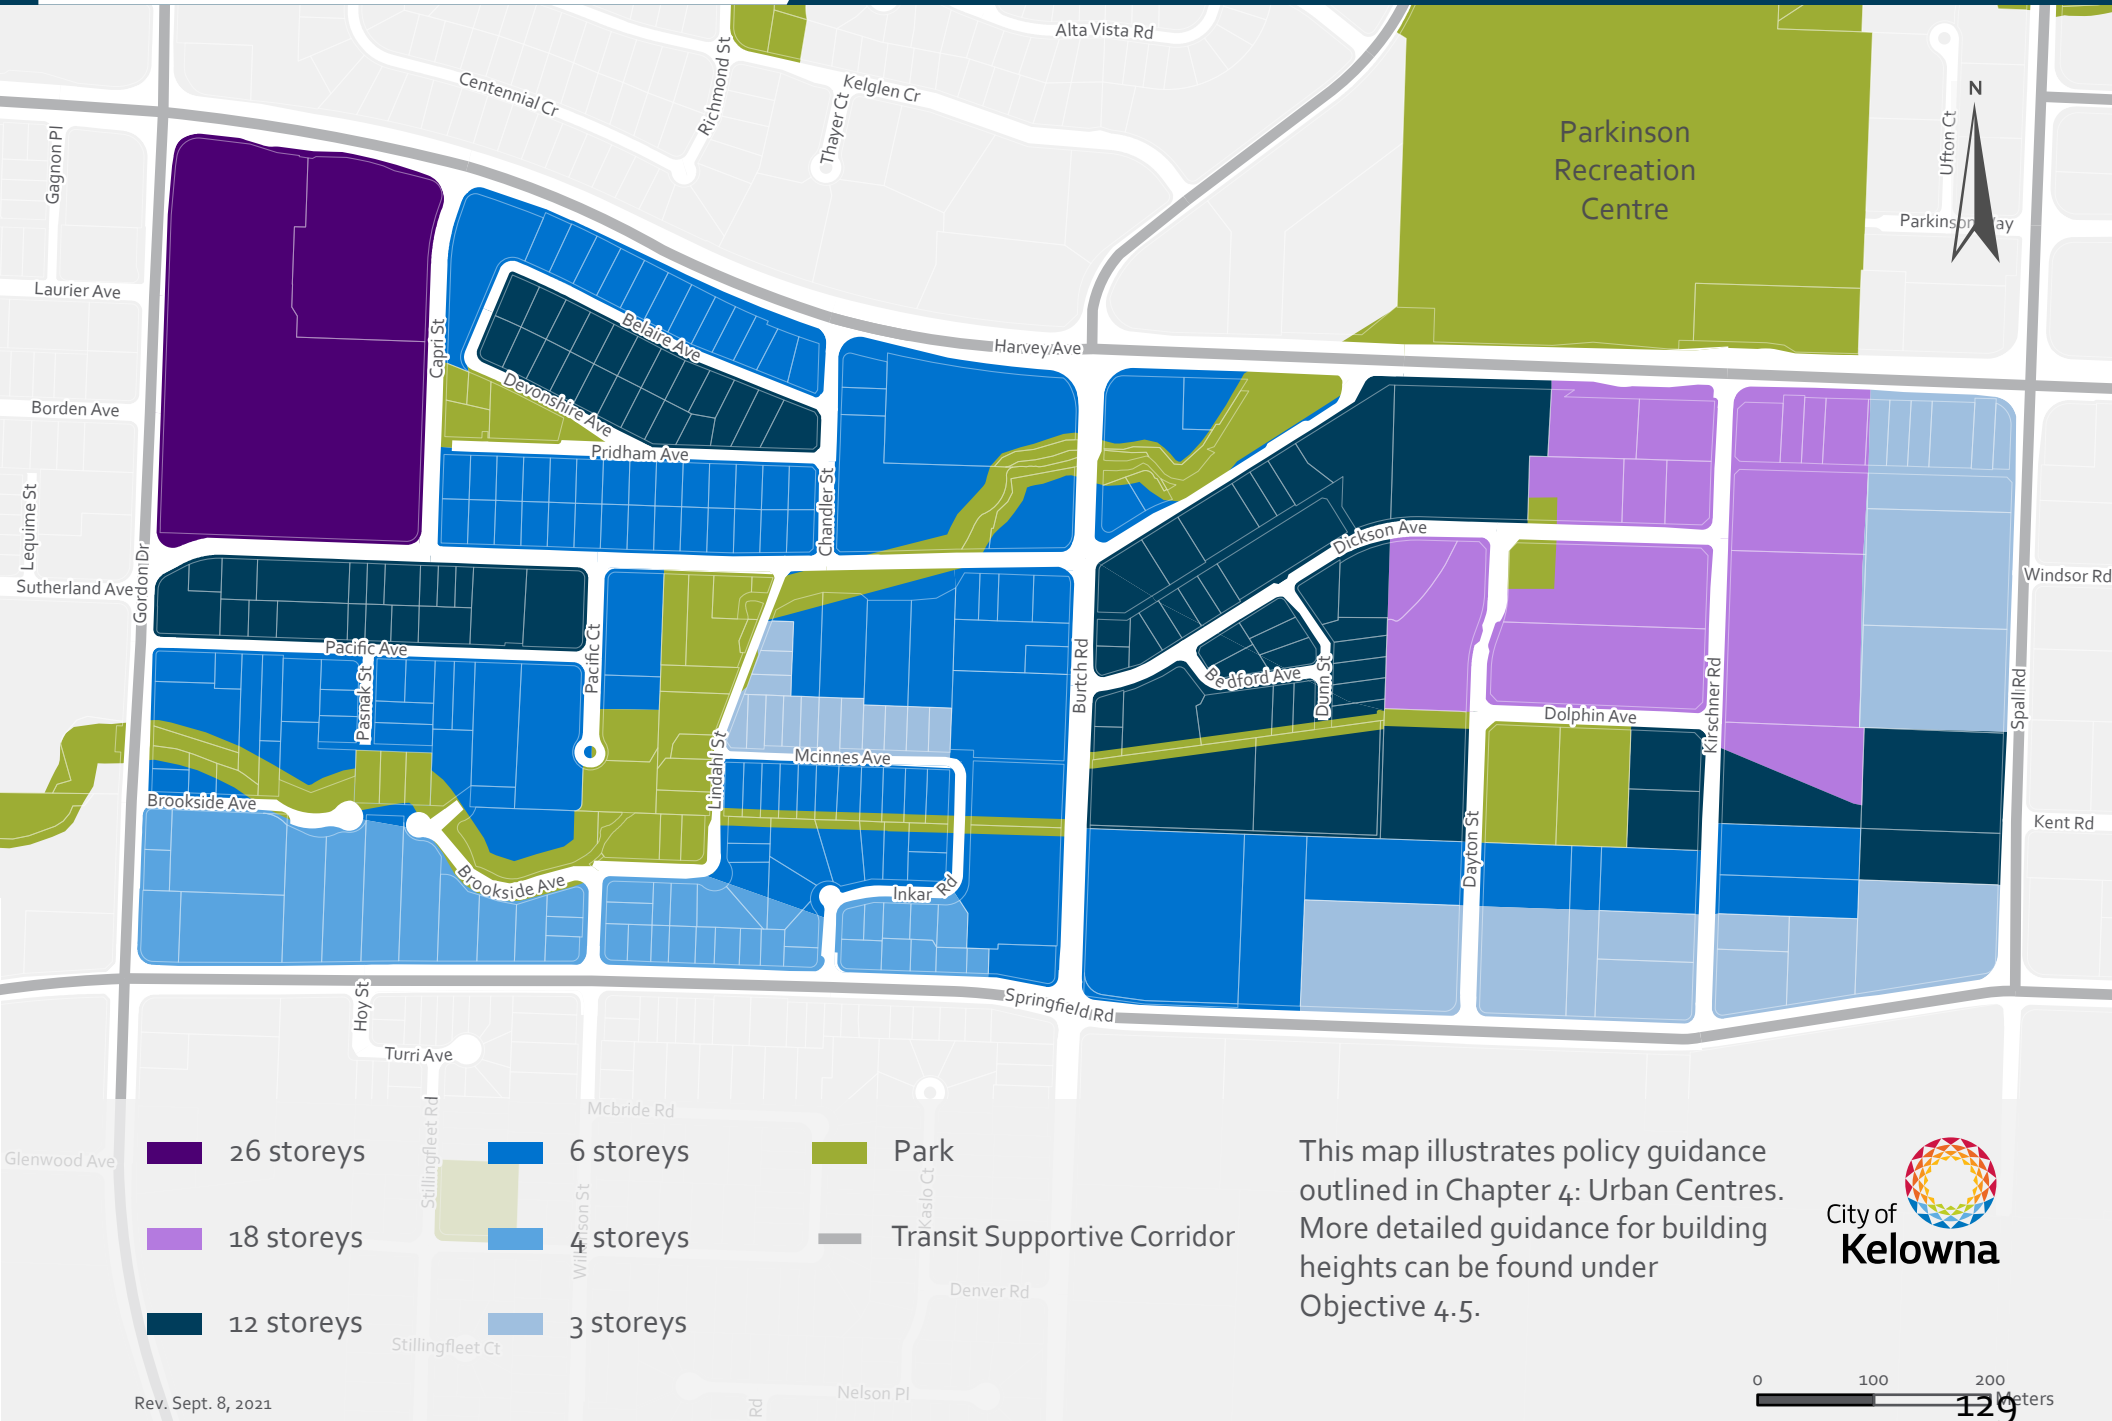 Alta Vista Rd
Centennial Cr
Richmond St
Kelglen Cr
Thayer Ct
Gagnon Pl
Ufton Ct
N
Parkinson
Recreation
Centre
Parkinson Way
Laurier Ave
Capri St
Belaire Ave
Harvey Ave
Devonshire Ave
Borden Ave
Pridham Ave
Lequime St
Chandler St
Dickson Ave
Gordon Dr
Sutherland Ave
Windsor Rd
Pacific Ave
Pacific Ct
Pasnak St
Burtch Rd
Bedford Ave
Dunn St
Kirschner Rd
Spall Rd
Dolphin Ave
Lindahl St
Mcinnes Ave
Brookside Ave
Kent Rd
Dayton St
Brookside Ave
Inkar Rd
Hoy St
Springfield Rd
Turri Ave
Stillingfleet Rd
Mcbride Rd
Glenwood Ave
Kaslo Ct
Denver Rd
Stillingfleet Ct
Nelson Pl
Rd
26 storeys
18 storeys
12 storeys
6 storeys
4 storeys
3 storeys
Park
Transit Supportive Corridor
This map illustrates policy guidance
outlined in Chapter 4: Urban Centres.
More detailed guidance for building
heights can be found under
Objective 4.5.
City of
Kelowna
0 100 200
Meters
Rev. Sept. 8, 2021
129